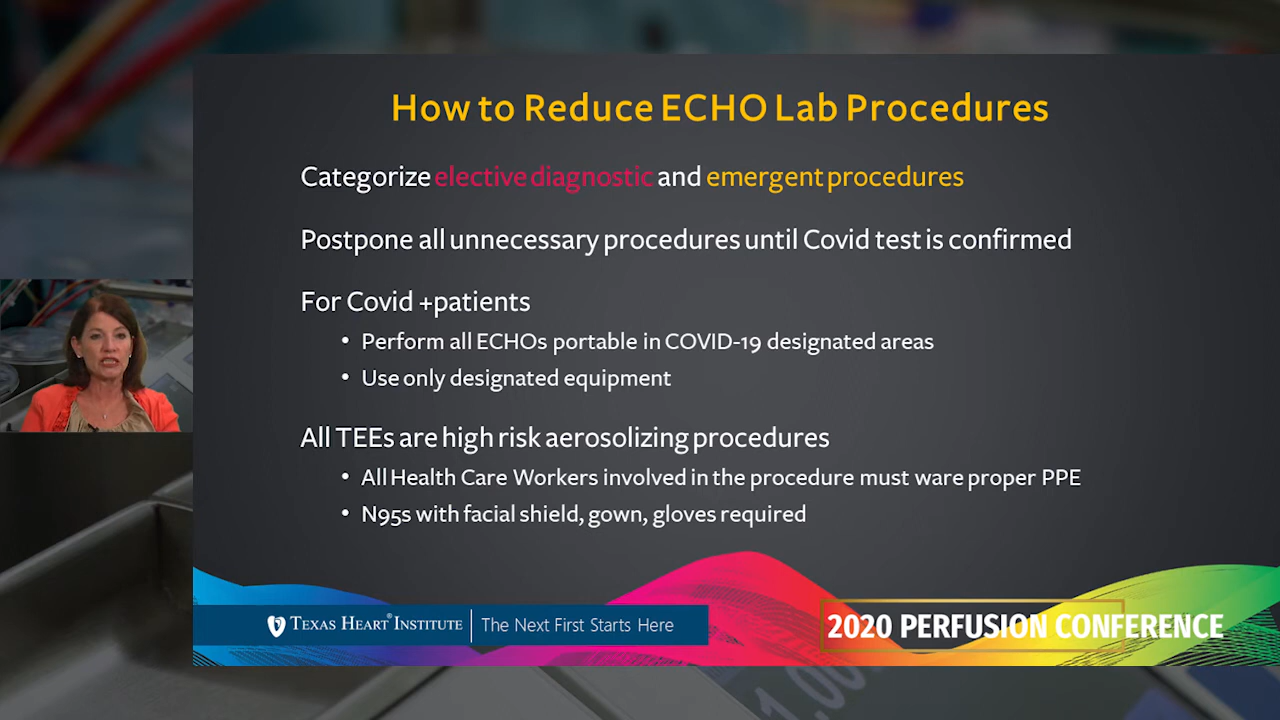 How to Reduce ECHO Lab Procedures
Categorize elective diagnostic and emergent procedures
Postpone all unnecessary procedures until Covid test is confirmed
For Covid +patients
• Perform all ECHOs portable in COVID-19 designated areas
• Use only designated equipment
All TEEs are high risk aerosolizing procedures
• All Health Care Workers involved in the procedure must ware proper PPE
• N95s with facial shield, gown, gloves required
TEXAS HEART® INSTITUTE | The Next First Starts Here
2020 PERFUSION CONFERENCE